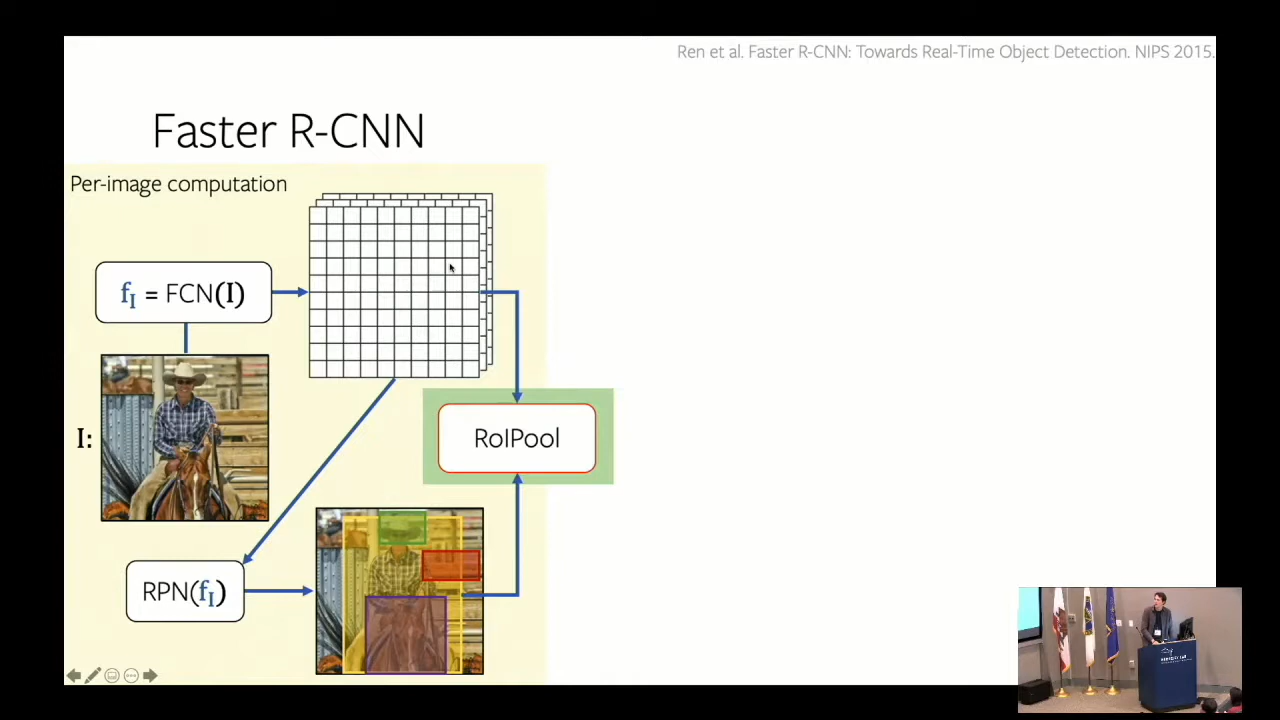 Ren et al. Faster R-CNN: Towards Real-Time Object Detection. NIPS 2015.
Faster R-CNN
Per-image computation
f_I = FCN(I)
I:
RoIPool
RPN(f_I)